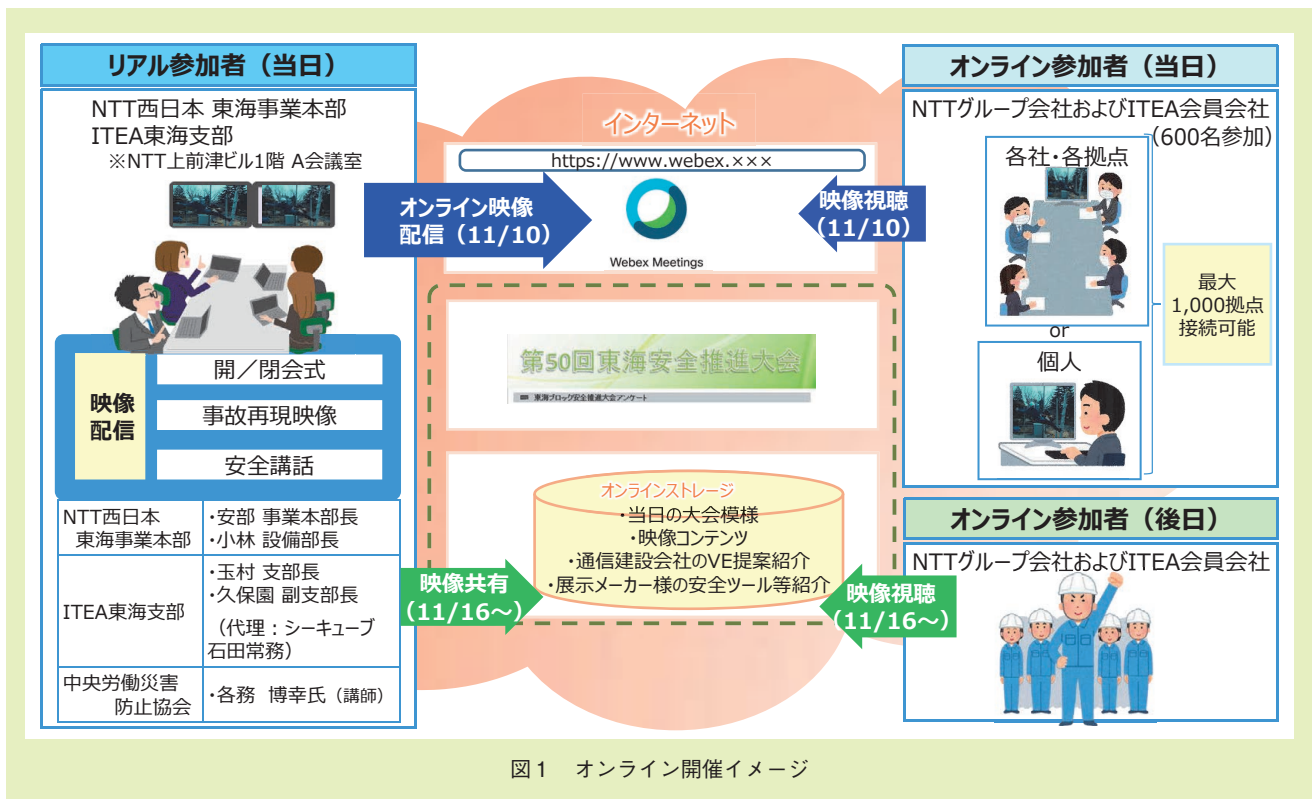 リアル参加者（当日）
NTT西日本 東海事業本部
ITEA東海支部
※NTT上前津ビル1階 A会議室
映像
配信
開／閉会式
事故再現映像
安全講話
NTT西日本
東海事業本部
・安部 事業本部長
・小林 設備部長
ITEA東海支部
・玉村 支部長
・久保園 副支部長
（代理：シーキューブ
石田常務）
中央労働災害
防止協会
・各務 博幸氏（講師）
オンライン映像
配信（11/10）
映像共有
（11/16～）
インターネット
https://www.webex.×××
Webex Meetings
第50回東海安全推進大会
東海ブロック安全推進大会アンケート
オンラインストレージ
・当日の大会模様
・映像コンテンツ
・通信建設会社のVE提案紹介
・展示メーカー様の安全ツール等紹介
映像視聴
（11/10）
映像視聴
（11/16～）
オンライン参加者（当日）
NTTグループ会社およびITEA会員会社
（600名参加）
各社・各拠点
or
個人
最大
1,000拠点
接続可能
オンライン参加者（後日）
NTTグループ会社およびITEA会員会社
図1 オンライン開催イメージ